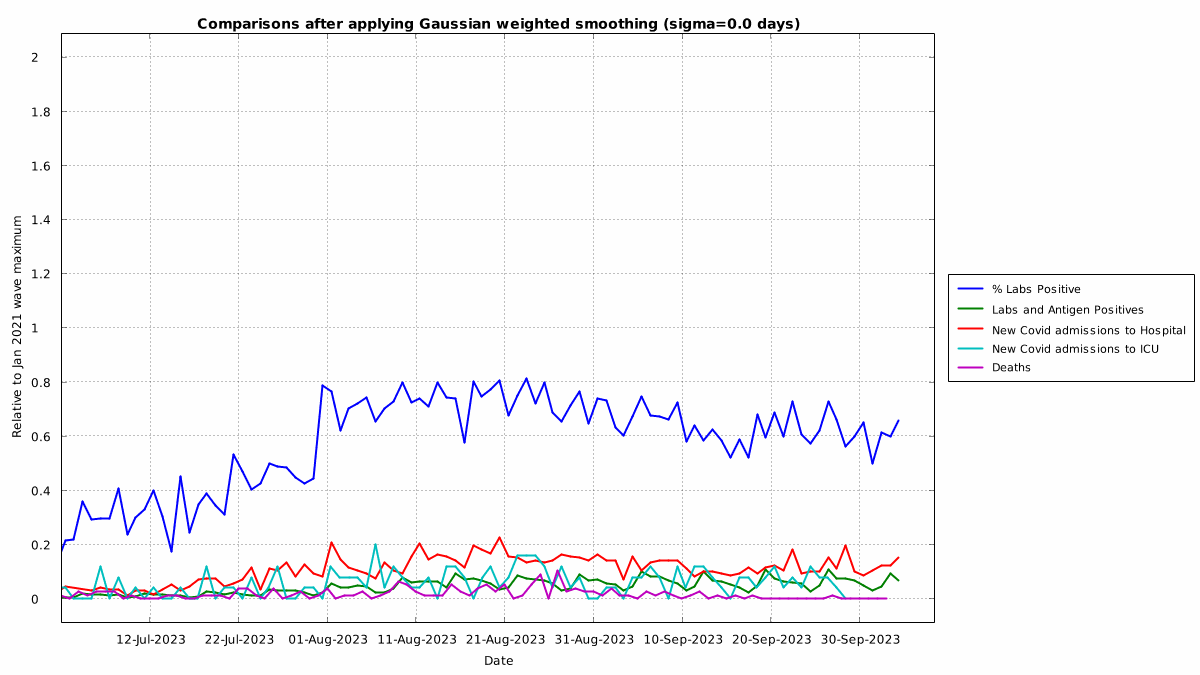 Comparisons after applying Gaussian weighted smoothing (sigma=0.0 days)
2
1.8
1.6
1.4
1.2
1
0.8
0.6
0.4
0.2
0
Relative to Jan 2021 wave maximum
12-Jul-2023 22-Jul-2023 01-Aug-2023 11-Aug-2023 21-Aug-2023 31-Aug-2023 10-Sep-2023 20-Sep-2023 30-Sep-2023
Date
% Labs Positive
Labs and Antigen Positives
New Covid admissions to Hospital
New Covid admissions to ICU
Deaths